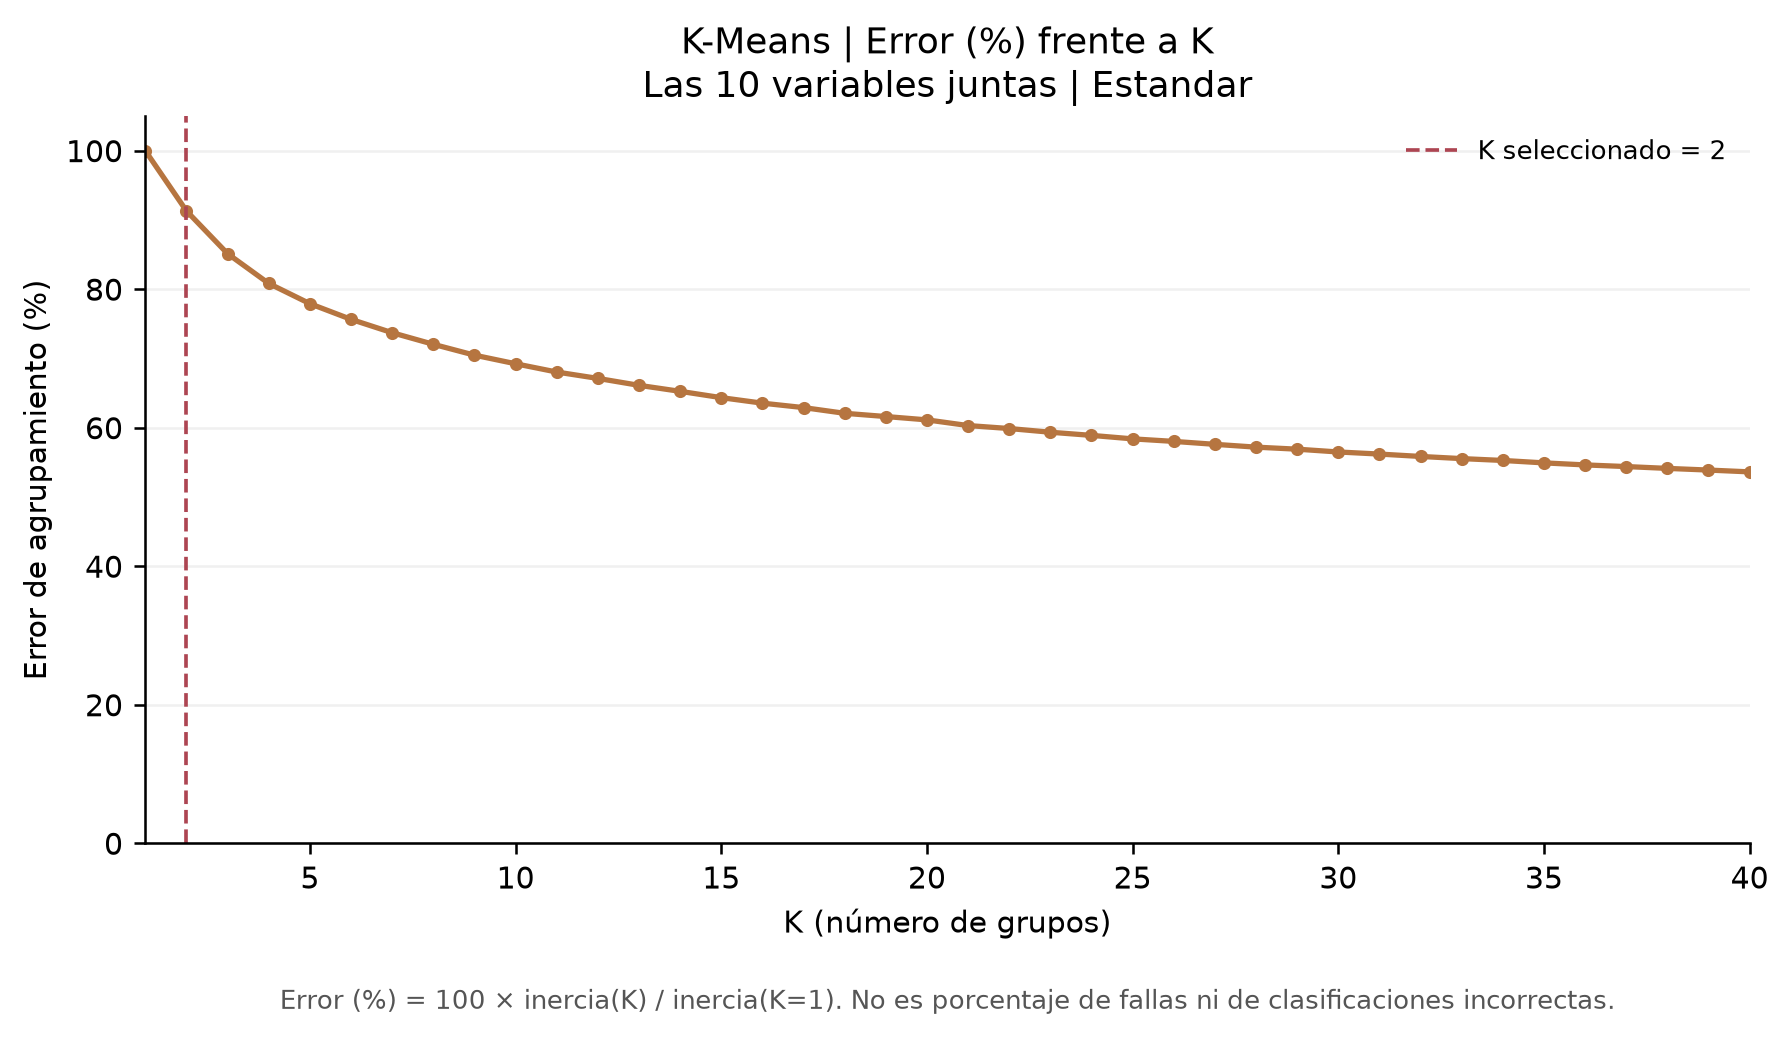 K-Means | Error (%) frente a K
Las 10 variables juntas | Estandar
K seleccionado = 2
Error de agrupamiento (%)
100
80
60
40
20
0
5 10 15 20 25 30 35 40
K (número de grupos)
Error (%) = 100 × inercia(K) / inercia(K=1). No es porcentaje de fallas ni de clasificaciones incorrectas.